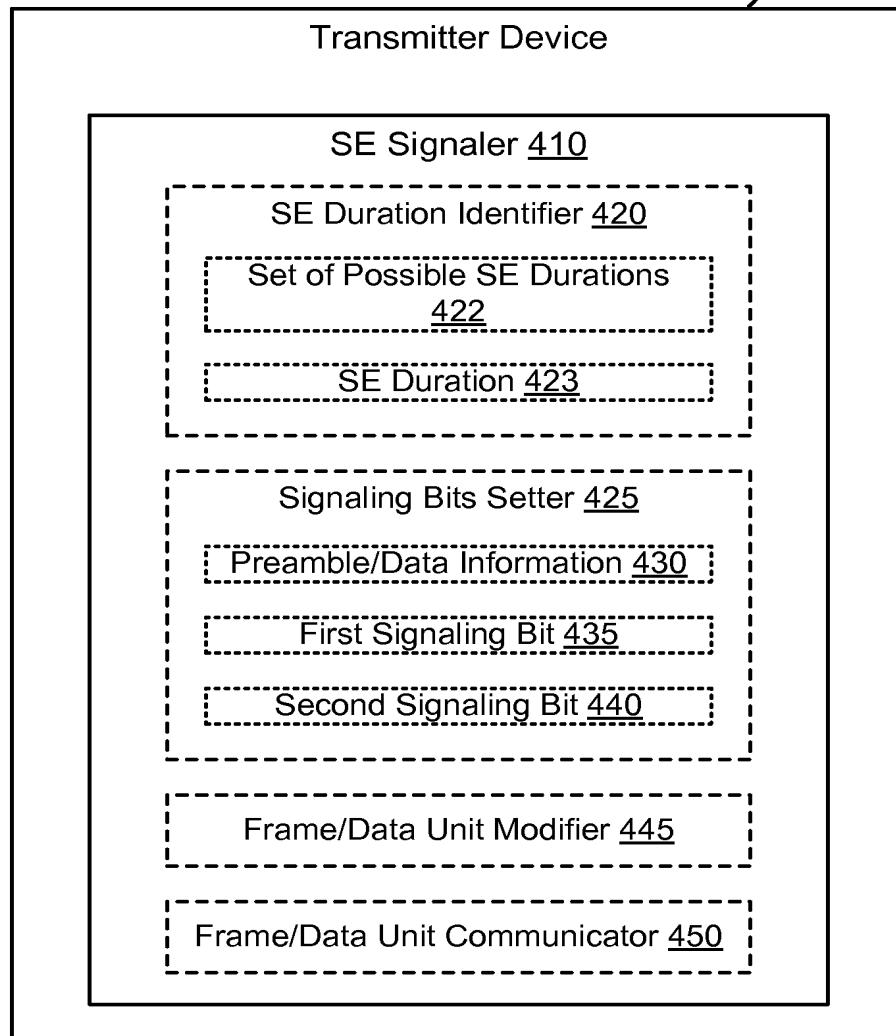 Transmitter Device
SE Signaler 410
SE Duration Identifier 420
Set of Possible SE Durations
422
SE Duration 423
Signaling Bits Setter 425
Preamble/Data Information 430
First Signaling Bit 435
Second Signaling Bit 440
Frame/Data Unit Modifier 445
Frame/Data Unit Communicator 450